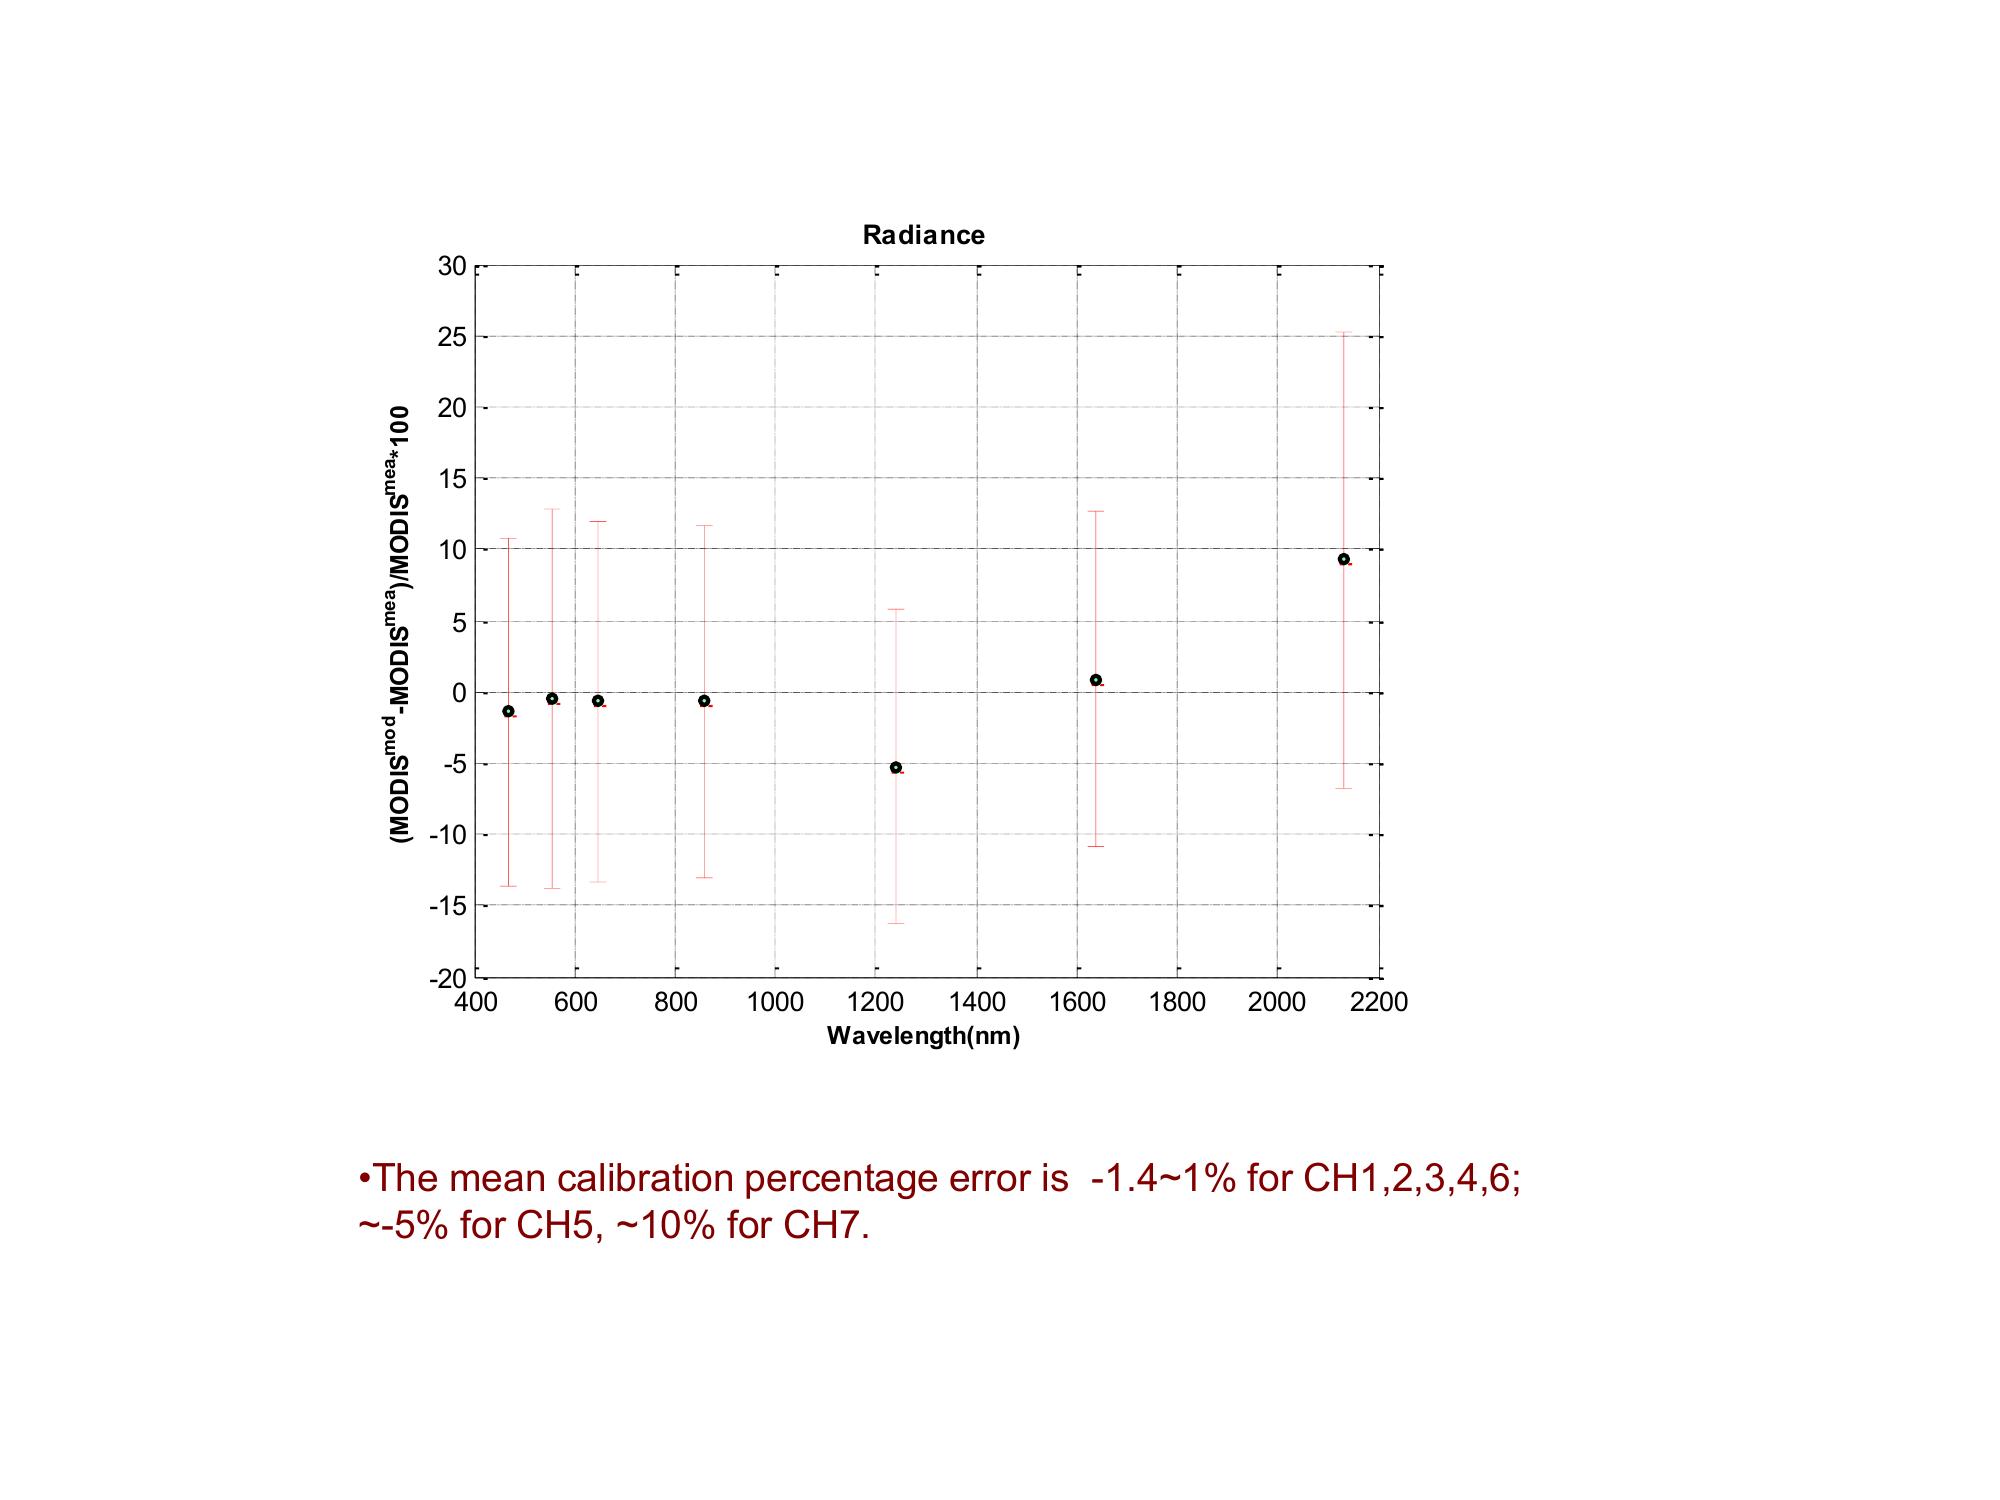 Radiance
30
25
20
15
10
5
0
-5
-10
-15
-20
(MODISmod-MODISmea)/MODISmea*100
400 600 800 1000 1200 1400 1600 1800 2000 2200
Wavelength(nm)
•The mean calibration percentage error is -1.4~1% for CH1,2,3,4,6;
~-5% for CH5, ~10% for CH7.